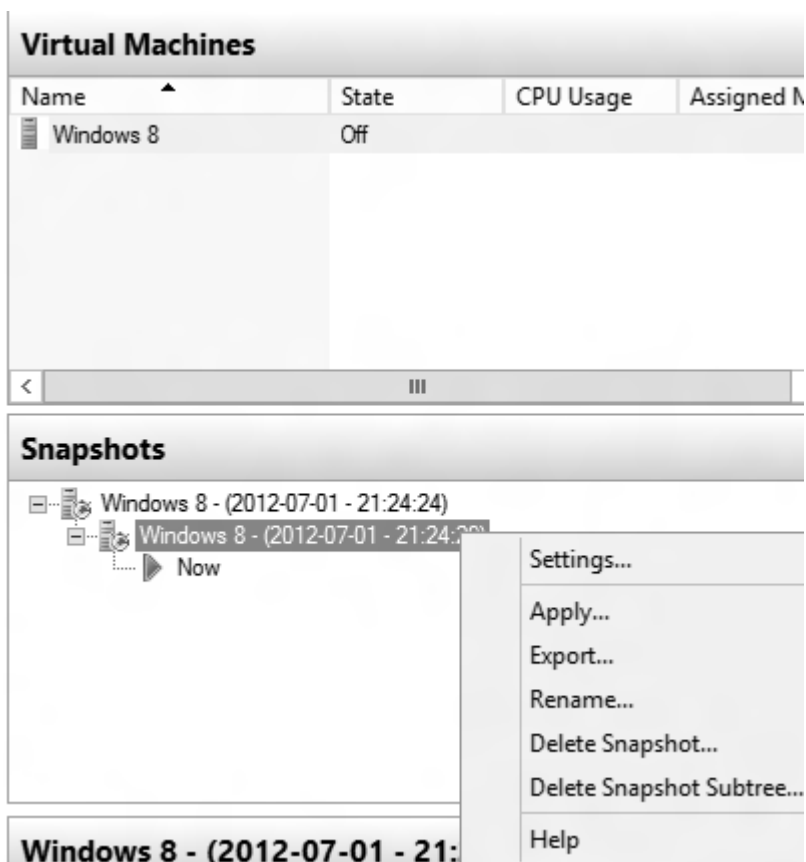 Virtual Machines
Name State CPU Usage Assigned
Windows 8 Off
Snapshots
Windows 8 - (2012-07-01 - 21:24:24)
Windows 8 - (2012-07-01 - 21:24:
Now
Settings...
Apply...
Export...
Rename...
Delete Snapshot...
Delete Snapshot Subtree...
Help
Windows 8 - (2012-07-01 - 21: